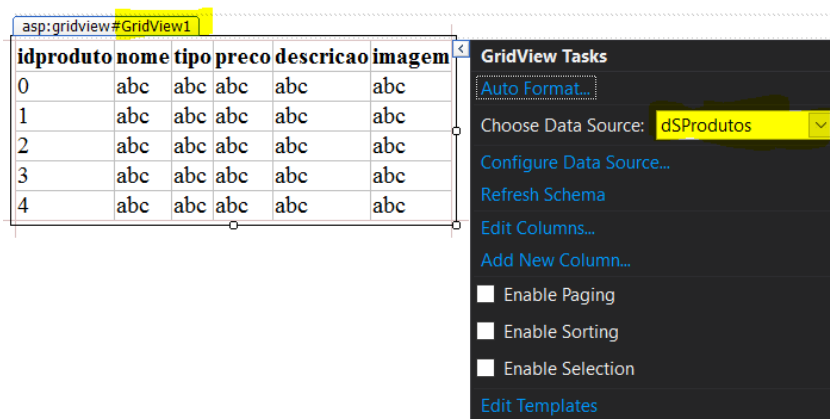 asp:gridview#GridView1
idproduto nome tipo preco descricao imagem
0 abc abc abc abc abc
1 abc abc abc abc abc
2 abc abc abc abc abc
3 abc abc abc abc abc
4 abc abc abc abc abc
GridView Tasks
Auto Format...
Choose Data Source: dSProdutos
Configure Data Source...
Refresh Schema
Edit Columns...
Add New Column...
Enable Paging
Enable Sorting
Enable Selection
Edit Templates